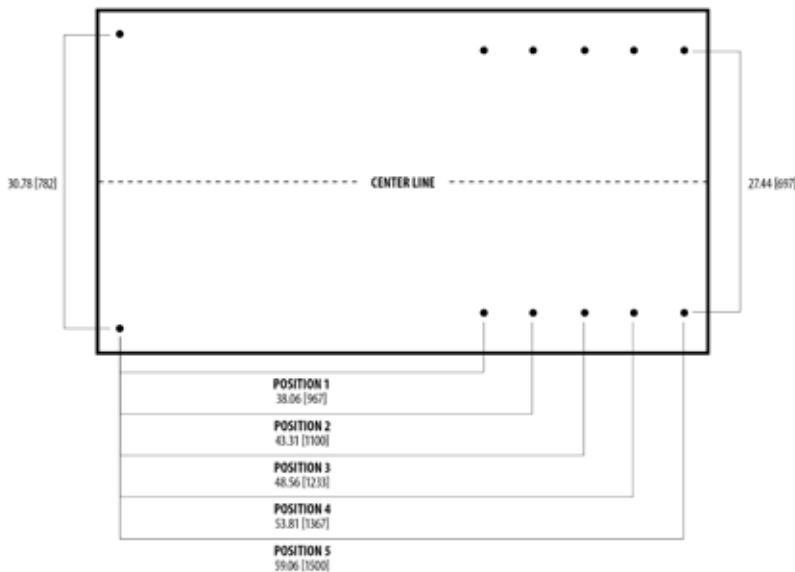 30.78 [782]
CENTER LINE
27.44 [697]
POSITION 1
38.06 [967]
POSITION 2
43.31 [1100]
POSITION 3
48.56 [1233]
POSITION 4
53.81 [1367]
POSITION 5
59.06 [1500]